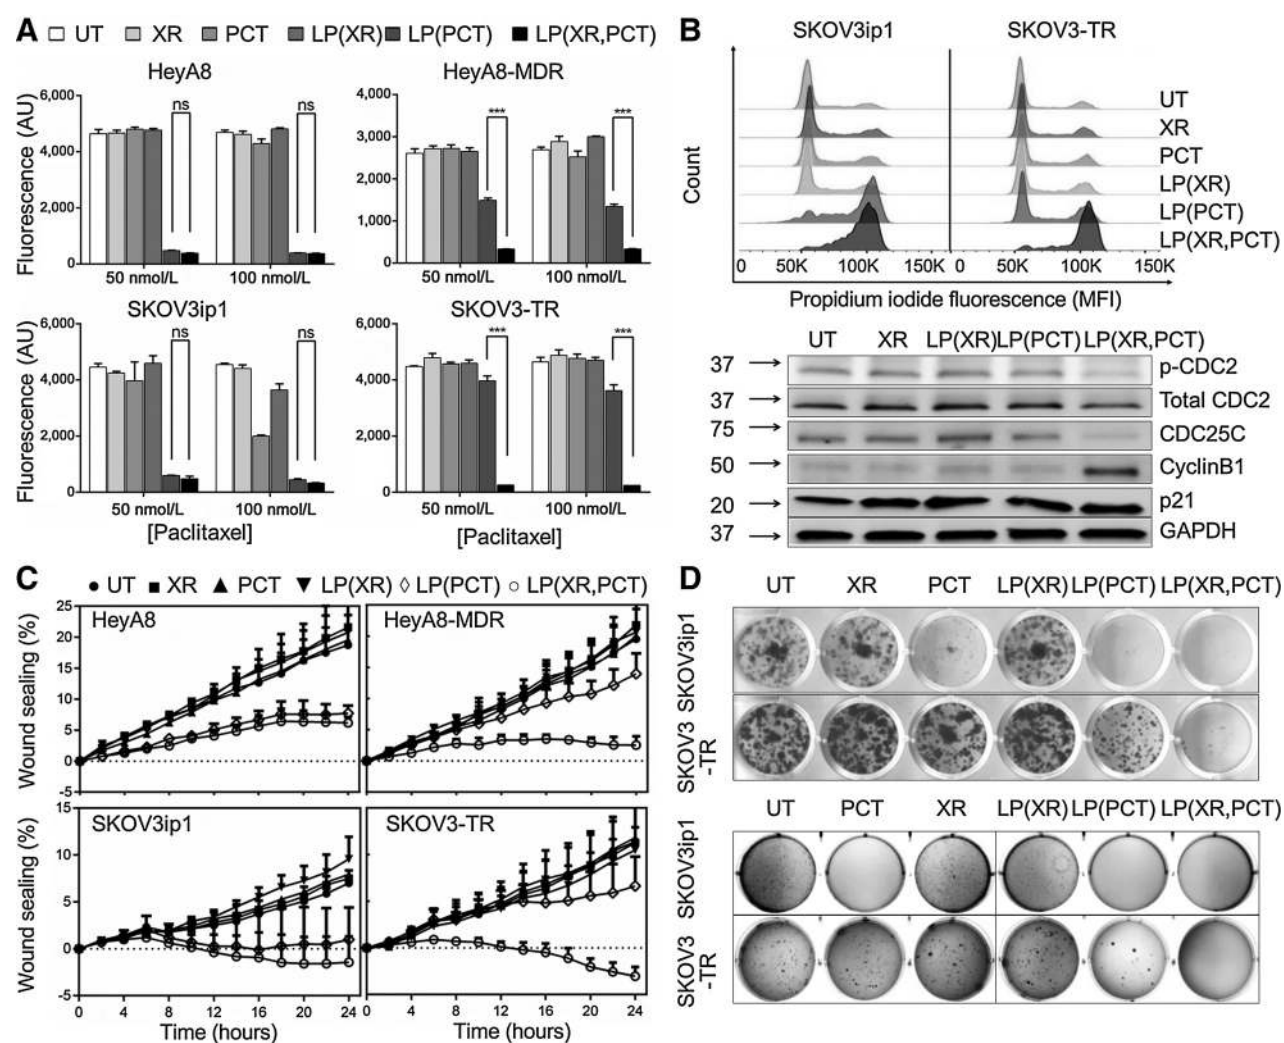 A
UT XR PCT LP(XR) LP(PCT) LP(XR,PCT)
HeyA8
HeyA8-MDR
Fluorescence (AU)
6,000
4,000
2,000
0
ns
ns
50 nmol/L 100 nmol/L
4,000
3,000
2,000
1,000
0
***
***
50 nmol/L 100 nmol/L
SKOV3ip1
SKOV3-TR
Fluorescence (AU)
6,000
4,000
2,000
0
ns
ns
50 nmol/L 100 nmol/L
[Paclitaxel]
6,000
4,000
2,000
0
***
***
50 nmol/L 100 nmol/L
[Paclitaxel]
B
SKOV3ip1 SKOV3-TR
Count
UT
XR
PCT
LP(XR)
LP(PCT)
LP(XR,PCT)
0 50K 100K 150K 0 50K 100K 150K
Propidium iodide fluorescence (MFI)
UT XR LP(XR) LP(PCT) LP(XR,PCT)
37 p-CDC2
37 Total CDC2
75 CDC25C
50 CyclinB1
20 p21
37 GAPDH
C
UT XR PCT LP(XR) LP(PCT) LP(XR,PCT)
Wound sealing (%)
25
20
15
10
5
0
-5
HeyA8
HeyA8-MDR
Wound sealing (%)
15
10
5
0
-5
SKOV3ip1
SKOV3-TR
0 4 8 12 16 20 24 0 4 8 12 16 20 24
Time (hours) Time (hours)
D
UT XR PCT LP(XR) LP(PCT) LP(XR,PCT)
SKOV3ip1
SKOV3
-TR
UT PCT XR LP(XR) LP(PCT) LP(XR,PCT)
SKOV3ip1
SKOV3
-TR